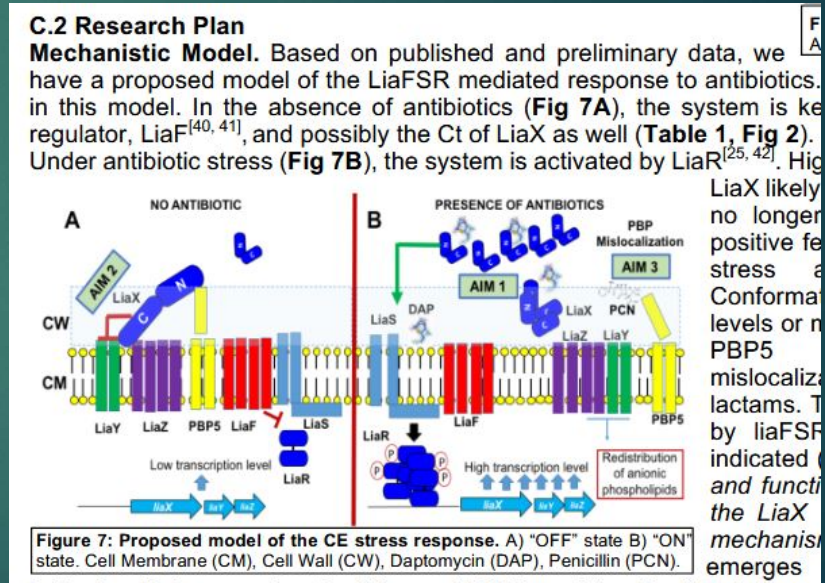 C.2 Research Plan
Mechanistic Model. Based on published and preliminary data, we
have a proposed model of the LiaFSR mediated response to antibiotics.
in this model. In the absence of antibiotics (Fig 7A), the system is ke
regulator, LiaF[40, 41], and possibly the Ct of LiaX as well (Table 1, Fig 2).
Under antibiotic stress (Fig 7B), the system is activated by LiaR[25, 42]. Hig
F
A
LiaX likely
no longer
positive fe
stress a
Conformat
levels or m
PBP5
mislocaliza
lactams. T
by liaFSR
indicated (
and functi
the LiaX
mechanisr
emerges
A
NO ANTIBIOTIC
AIM 2
LiaX
N
C
N
C
CW
CM
LiaY
LiaZ
PBP5
LiaF
LiaS
LiaR
Low transcription level
liaX
liaY
liaZ
B
PRESENCE OF ANTIBIOTICS
PBP
Mislocalization
AIM 3
AIM 1
LiaS
DAP
LiaX
PCN
LiaZ
LiaY
LiaF
PBP5
LiaR
P
P
P
P
High transcription level
liaX
liaY
liaZ
Redistribution
of anionic
phospholipids
Figure 7: Proposed model of the CE stress response. A) "OFF" state B) "ON"
state. Cell Membrane (CM), Cell Wall (CW), Daptomycin (DAP), Penicillin (PCN).